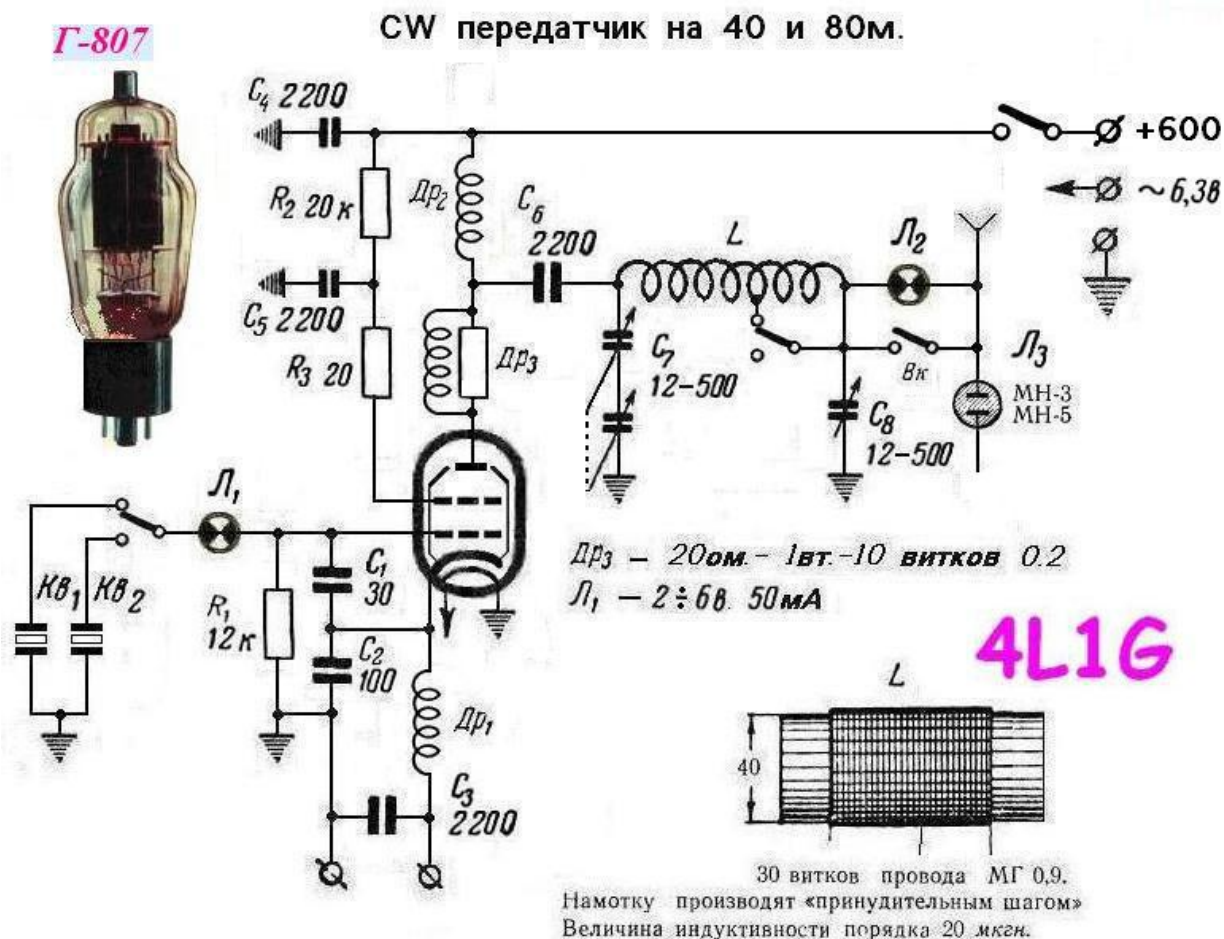 CW передатчик на 40 и 80м.
Г-807
C4 2200
+600
~6,3в
R2 20к
Др2
C6
2200
L
Л2
C5 2200
R3 20
Др3
C7
12-500
Вк
Л3
МН-3
МН-5
C8
12-500
Л1
Кв1
Кв2
R1
12к
C1
30
C2
100
Др1
C3
2200
Др3 – 20ом. – 1вт. –10 витков 0.2
Л1 – 2÷6в. 50мА
4L1G
L
40
30 витков провода МГ 0,9.
Намотку производят «принудительным шагом»
Величина индуктивности порядка 20 мкгн.